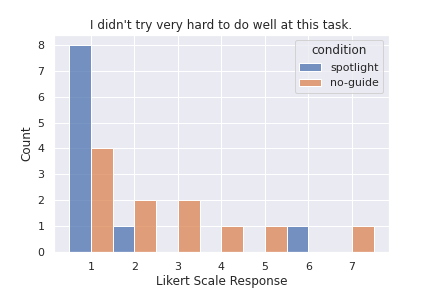 I didn't try very hard to do well at this task.
condition
spotlight
no-guide
8
7
6
5
4
3
2
1
0
Count
1 2 3 4 5 6 7
Likert Scale Response